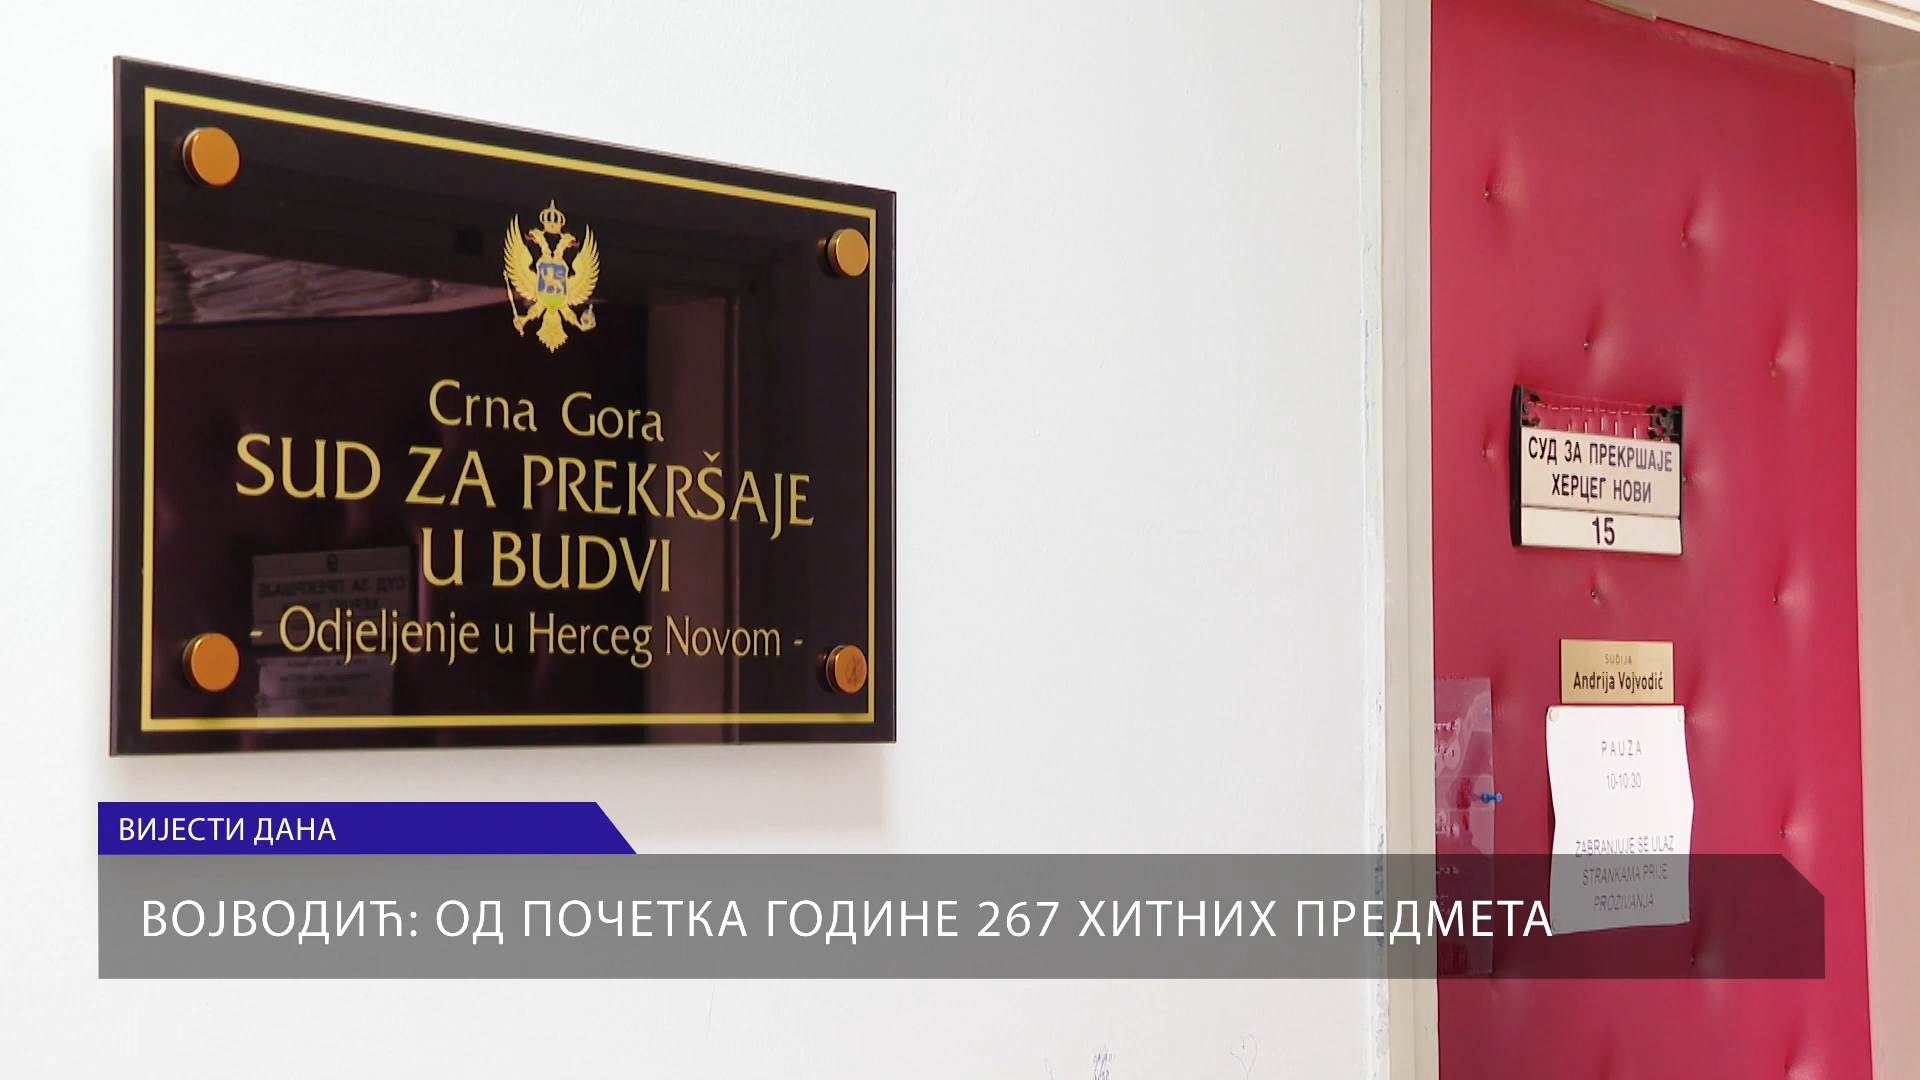 Crna Gora
SUD ZA PREKRŠAJE
U BUDVI
- Odjeljenje u Herceg Novom -
СУД ЗА ПРЕКРШАЈЕ
ХЕРЦЕГ НОВИ
15
SUDIJA
Andrija Vojvodić
PAUZA
10-10:30
ZABRANJUJE SE ULAZ
STRANKAMA PRIJE
PROZIVANJA
ВИЈЕСТИ ДАНА
ВОЈВОДИЋ: ОД ПОЧЕТКА ГОДИНЕ 267 ХИТНИХ ПРЕДМЕТА